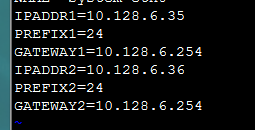 IPADDR1=10.128.6.35
PREFIX1=24
GATEWAY1=10.128.6.254
IPADDR2=10.128.6.36
PREFIX2=24
GATEWAY2=10.128.6.254
~